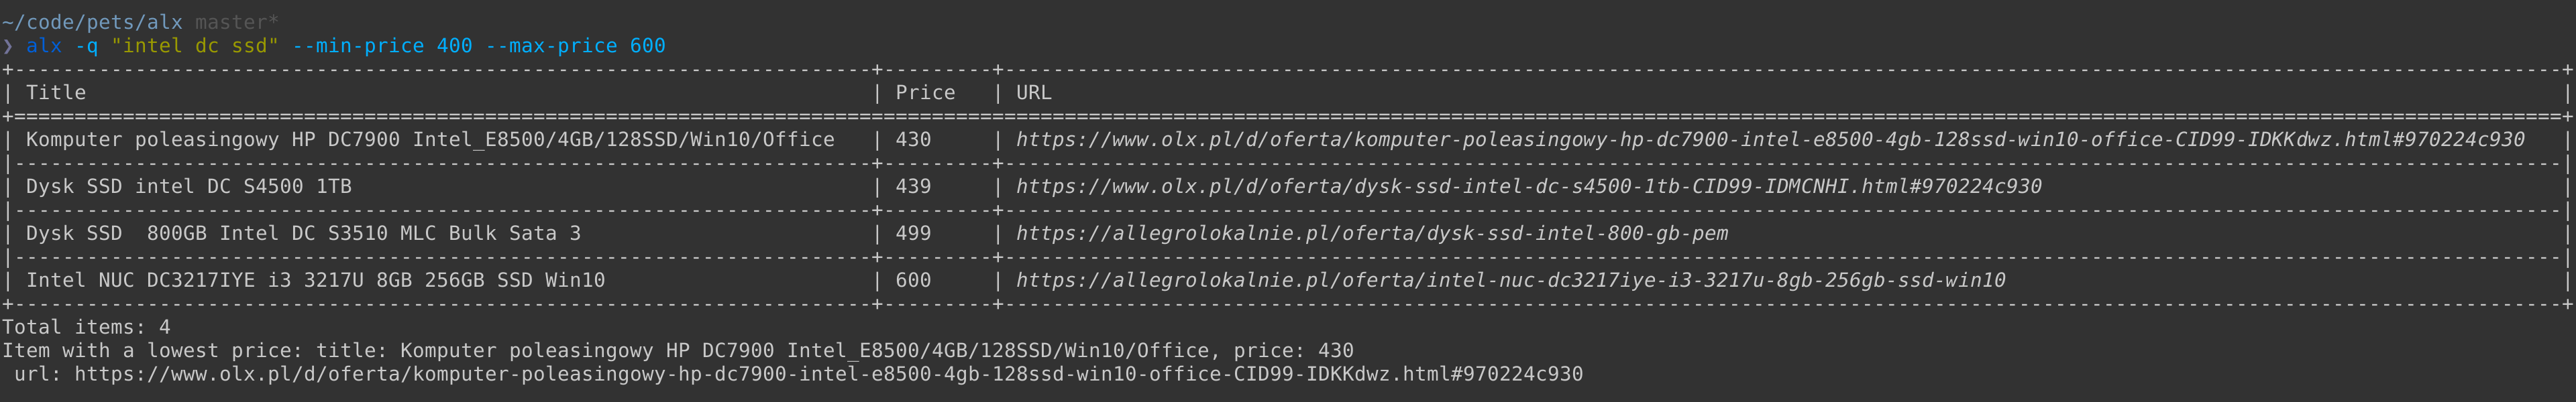 ~/code/pets/alx master*
❯ alx -q "intel dc ssd" --min-price 400 --max-price 600
| Title | Price | URL |
| Komputer poleasingowy HP DC7900 Intel_E8500/4GB/128SSD/Win10/Office | 430 | https://www.olx.pl/d/oferta/komputer-poleasingowy-hp-dc7900-intel-e8500-4gb-128ssd-win10-office-CID99-IDKKdwz.html#970224c930 |
| Dysk SSD intel DC S4500 1TB | 439 | https://www.olx.pl/d/oferta/dysk-ssd-intel-dc-s4500-1tb-CID99-IDMCNHI.html#970224c930 |
| Dysk SSD  800GB Intel DC S3510 MLC Bulk Sata 3 | 499 | https://allegrolokalnie.pl/oferta/dysk-ssd-intel-800-gb-pem |
| Intel NUC DC3217IYE i3 3217U 8GB 256GB SSD Win10 | 600 | https://allegrolokalnie.pl/oferta/intel-nuc-dc3217iye-i3-3217u-8gb-256gb-ssd-win10 |
Total items: 4
Item with a lowest price: title: Komputer poleasingowy HP DC7900 Intel_E8500/4GB/128SSD/Win10/Office, price: 430
url: https://www.olx.pl/d/oferta/komputer-poleasingowy-hp-dc7900-intel-e8500-4gb-128ssd-win10-office-CID99-IDKKdwz.html#970224c930